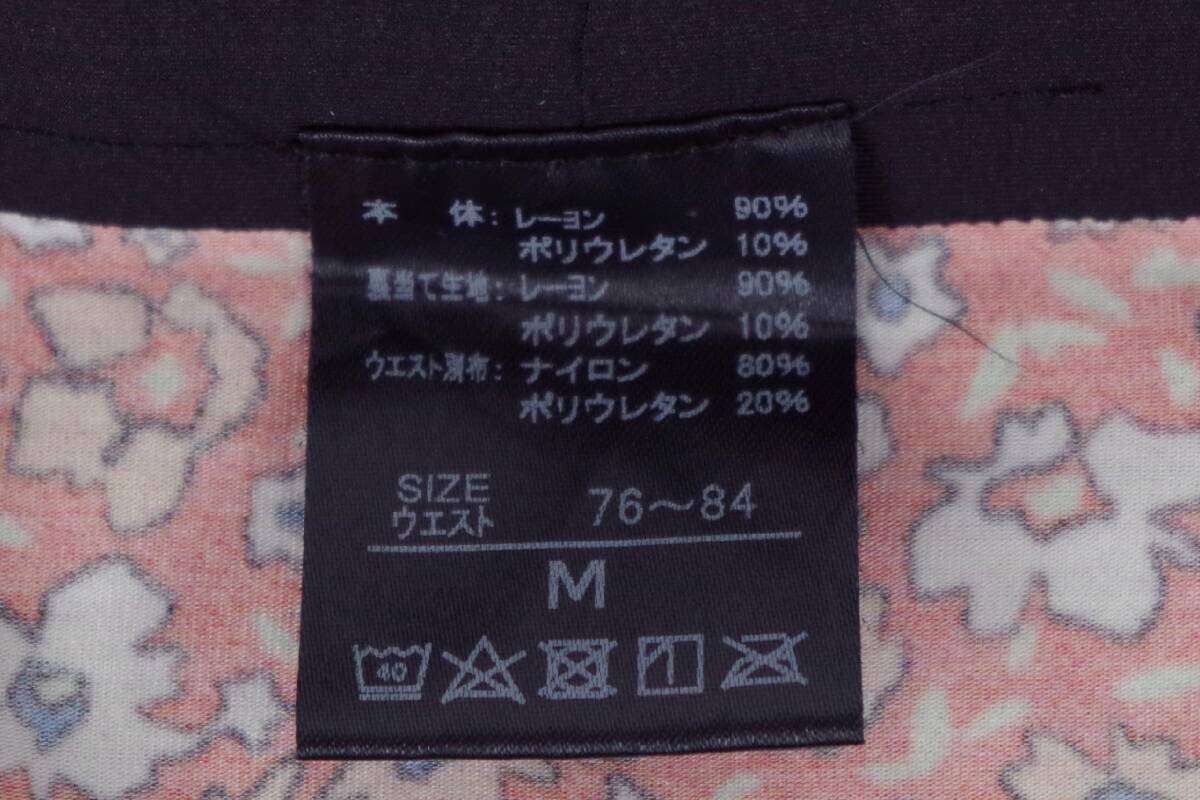 本 体: レーヨン 90%
ポリウレタン 10%
裏当て生地: レーヨン 90%
ポリウレタン 10%
ウエスト別布: ナイロン 80%
ポリウレタン 20%
SIZE
ウエスト 76～84
M
40